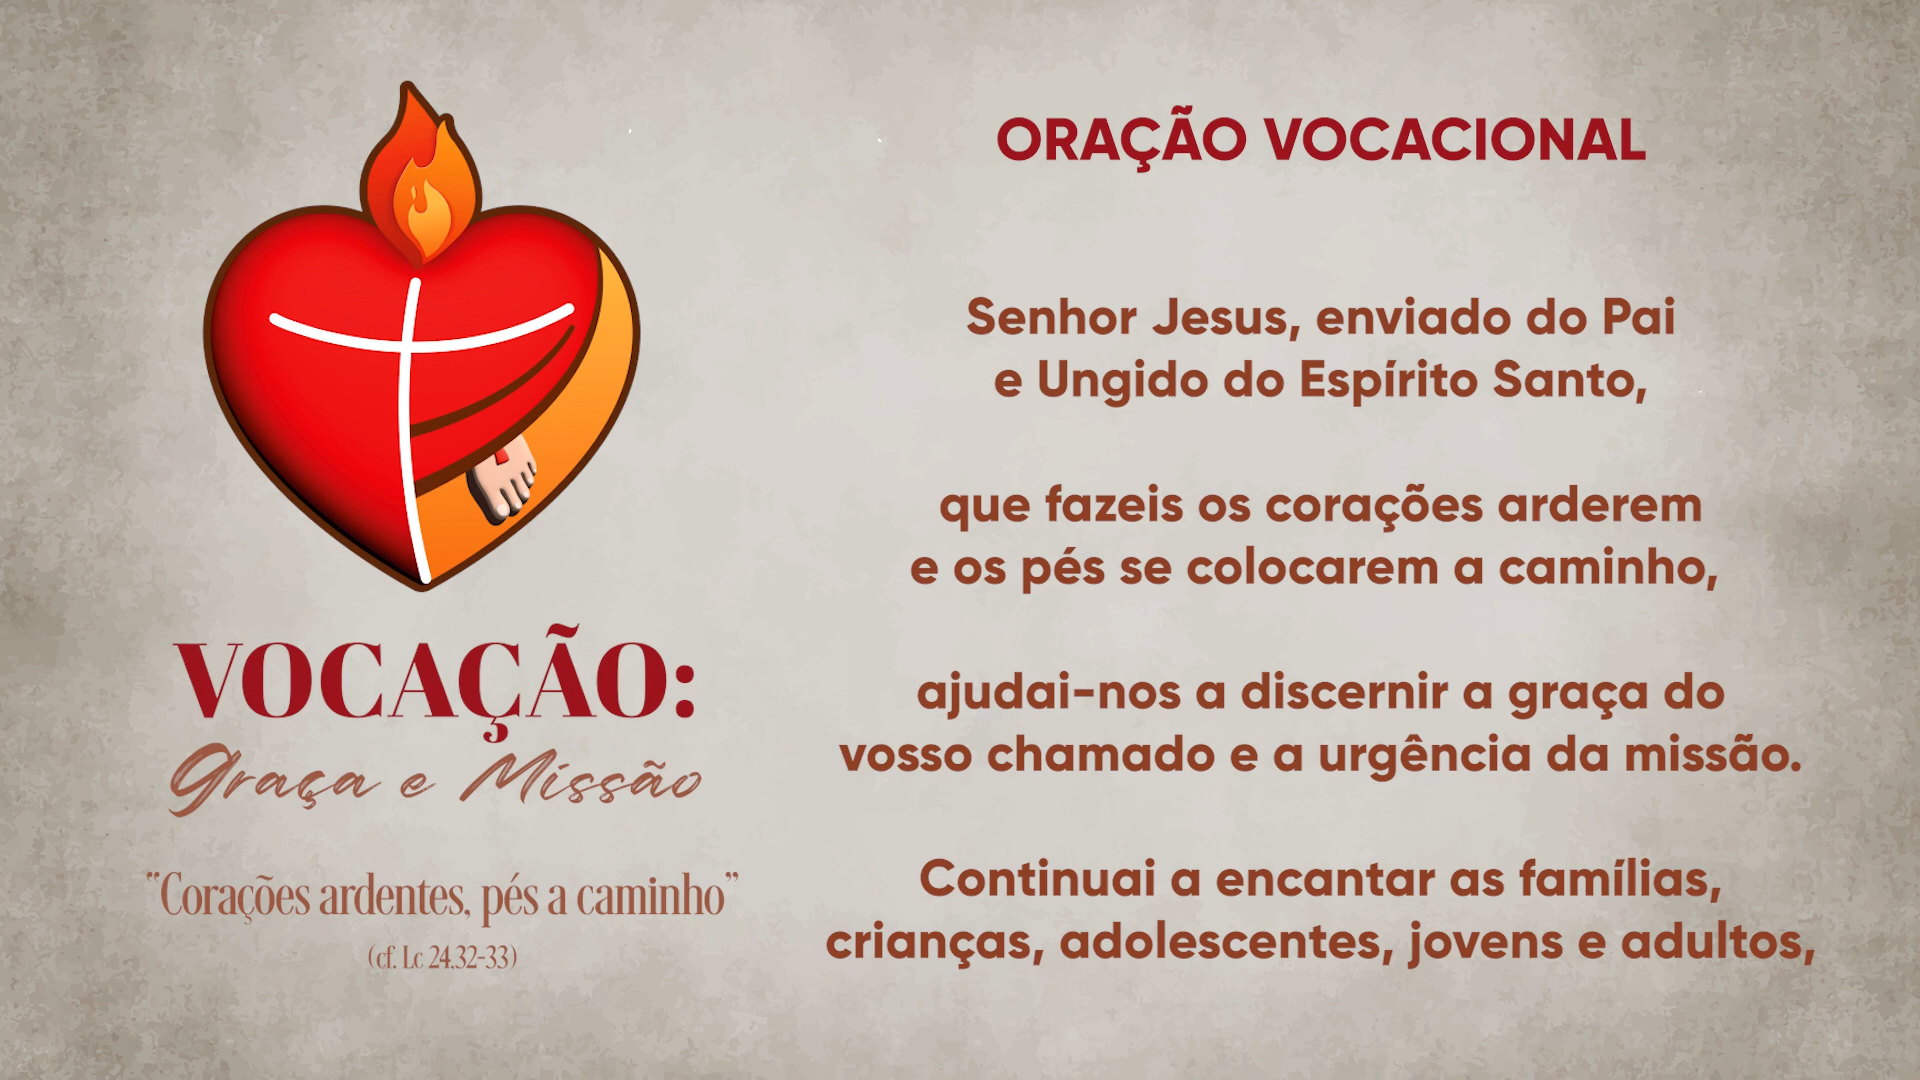 VOCAÇÃO:
Graça e Missão
“Corações ardentes, pés a caminho”
(cf. Lc 24,32-33)
ORAÇÃO VOCACIONAL
Senhor Jesus, enviado do Pai
e Ungido do Espírito Santo,
que fazeis os corações arderem
e os pés se colocarem a caminho,
ajudai-nos a discernir a graça do
vosso chamado e a urgência da missão.
Continuai a encantar as famílias,
crianças, adolescentes, jovens e adultos,